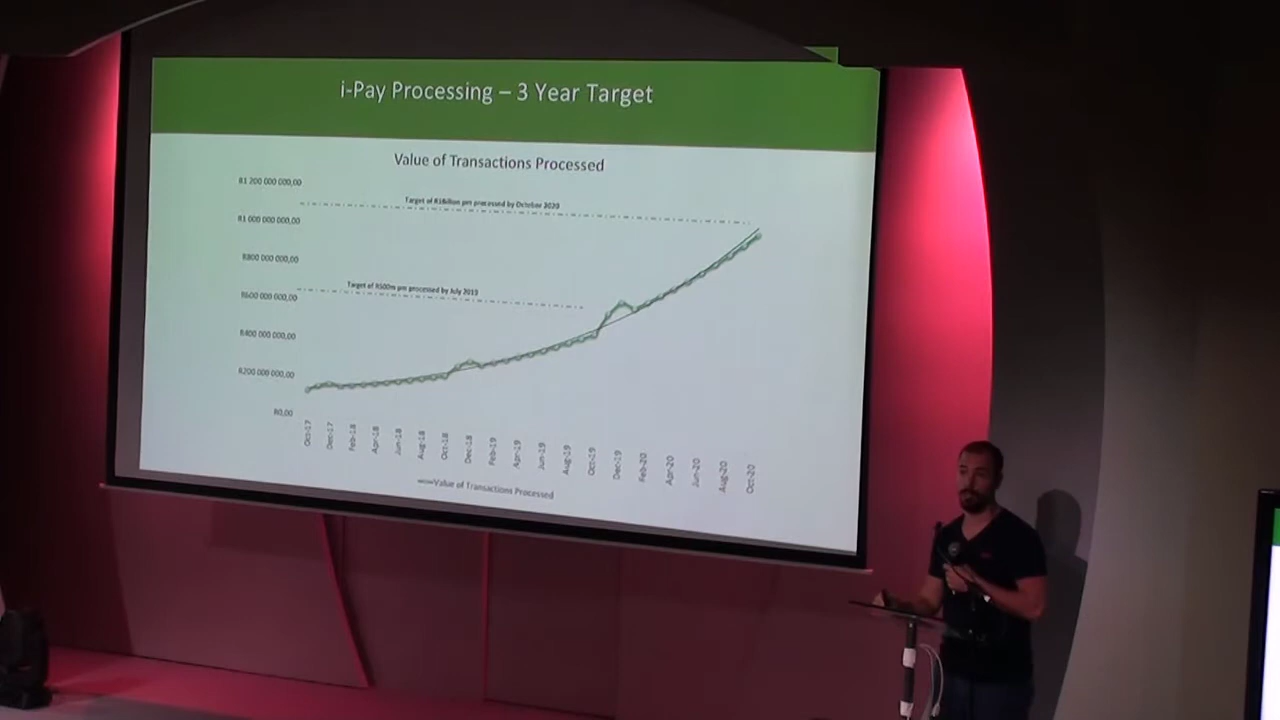 i-Pay Processing – 3 Year Target
Value of Transactions Processed
R1 200 000 000,00
Target of R1Billion pm processed by October 2020
R1 000 000 000,00
R800 000 000,00
Target of R500m pm processed by July 2019
R600 000 000,00
R400 000 000,00
R200 000 000,00
R0,00
Oct-17
Dec-17
Feb-18
Apr-18
Jun-18
Aug-18
Oct-18
Dec-18
Feb-19
Apr-19
Jun-19
Aug-19
Oct-19
Dec-19
Feb-20
Apr-20
Jun-20
Aug-20
Oct-20
Value of Transactions Processed